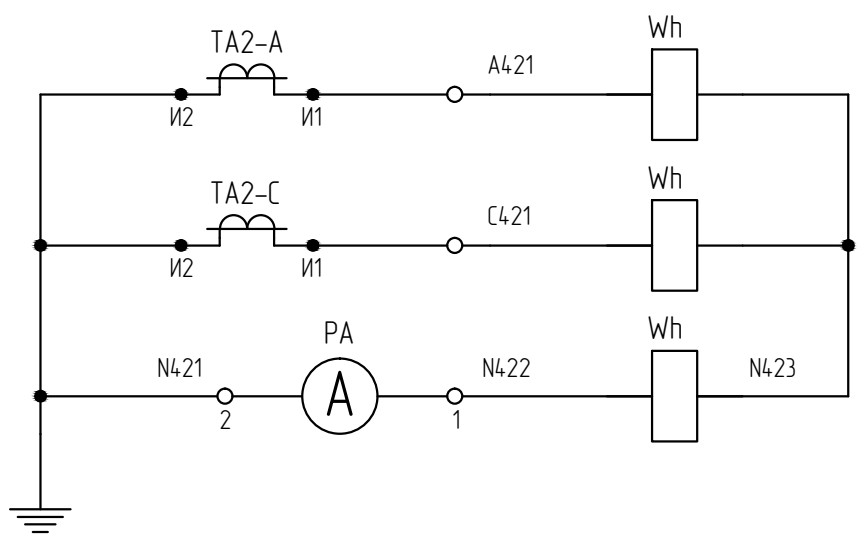 TA2-A
Wh
A421
И2
И1
TA2-C
Wh
C421
И2
И1
PA
Wh
N421
N422
N423
A
2
1